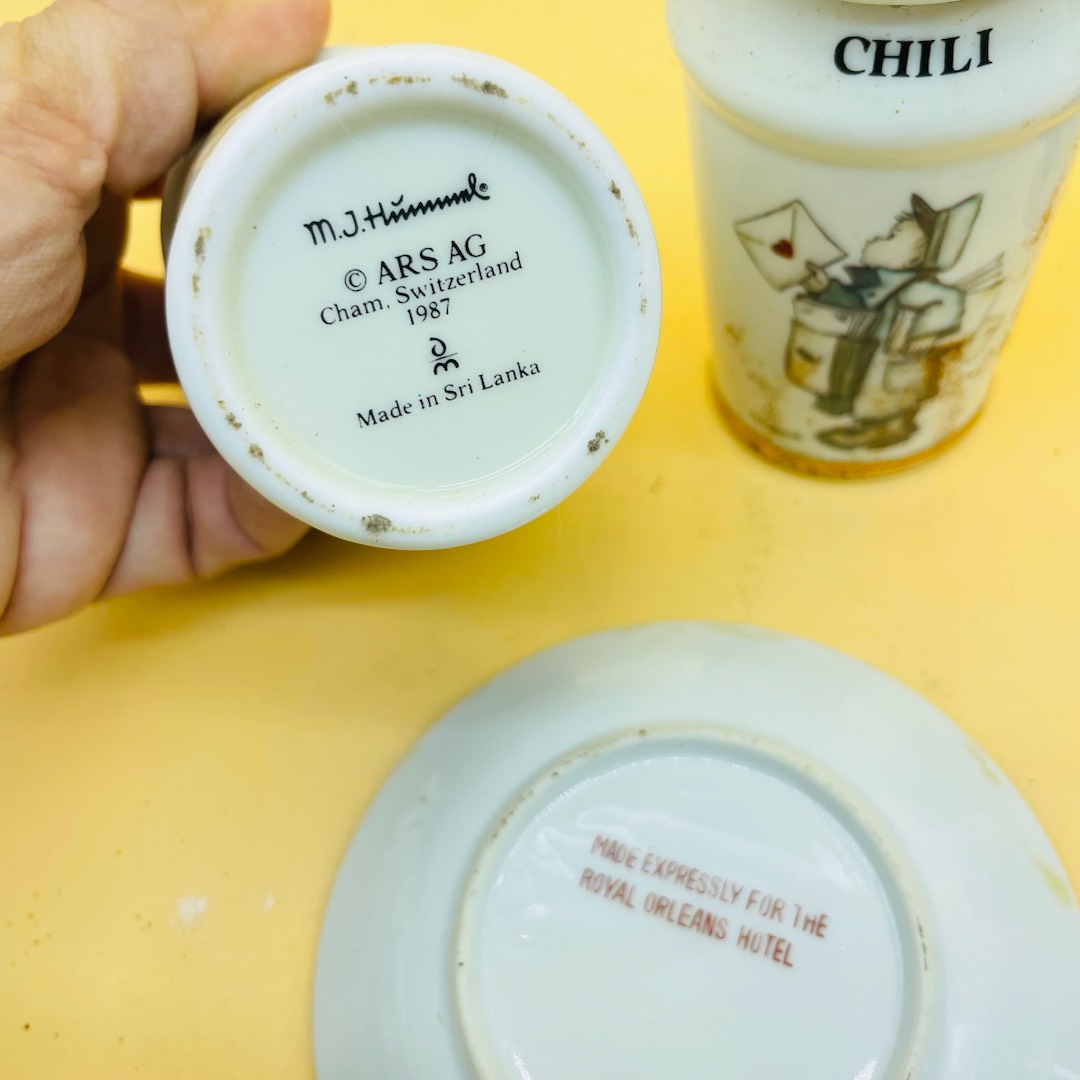 M.J.Hummel®
© ARS AG
Cham, Switzerland
1987
Made in Sri Lanka
CHILI
MADE EXPRESSLY FOR THE
ROYAL ORLEANS HOTEL